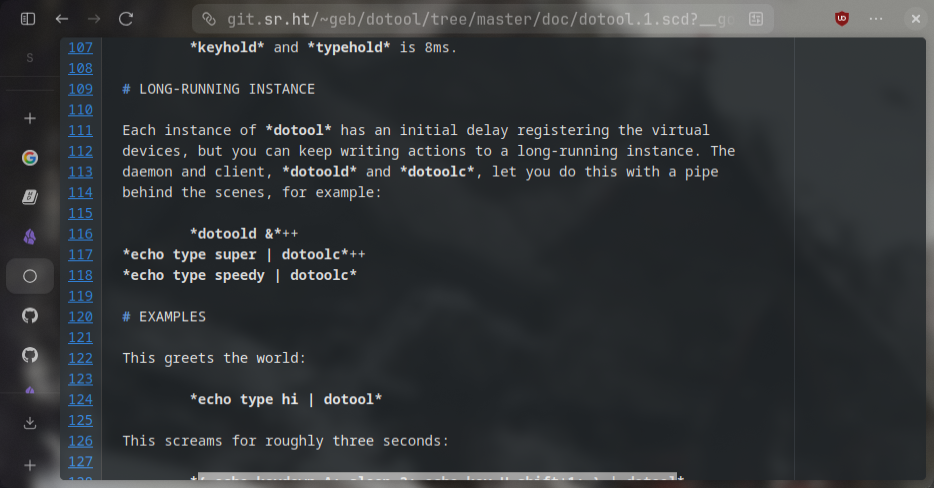 git.sr.ht/~geb/dotool/tree/master/doc/dotool.1.scd?__go
S
UD
107 *keyhold* and *typehold* is 8ms.
108
109 # LONG-RUNNING INSTANCE
110
111 Each instance of *dotool* has an initial delay registering the virtual
112 devices, but you can keep writing actions to a long-running instance. The
113 daemon and client, *dotoold* and *dotoolc*, let you do this with a pipe
114 behind the scenes, for example:
115
116 *dotoold &*++
117 *echo type super | dotoolc*++
118 *echo type speedy | dotoolc*
119
120 # EXAMPLES
121
122 This greets the world:
123
124 *echo type hi | dotool*
125
126 This screams for roughly three seconds:
127